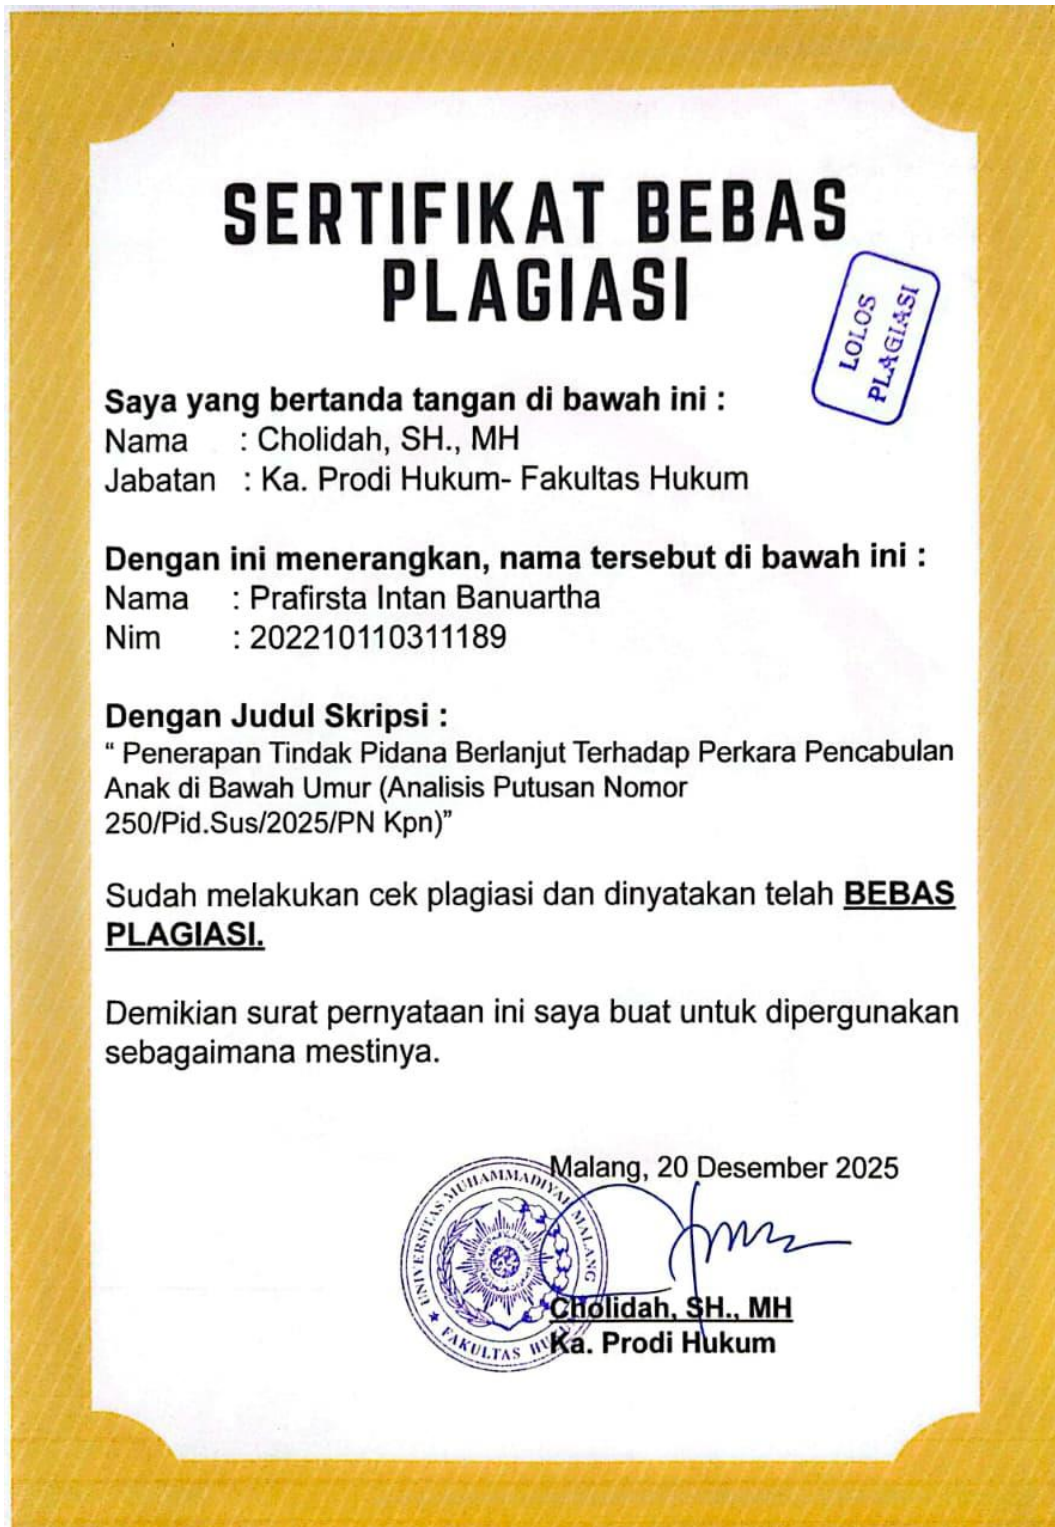 SERTIFIKAT BEBAS
PLAGIASI
LOLOS
PLAGIASI
Saya yang bertanda tangan di bawah ini :
Nama : Cholidah, SH., MH
Jabatan : Ka. Prodi Hukum- Fakultas Hukum
Dengan ini menerangkan, nama tersebut di bawah ini :
Nama : Prafirsta Intan Banuartha
Nim : 202210110311189
Dengan Judul Skripsi :
“ Penerapan Tindak Pidana Berlanjut Terhadap Perkara Pencabulan
Anak di Bawah Umur (Analisis Putusan Nomor
250/Pid.Sus/2025/PN Kpn)”
Sudah melakukan cek plagiasi dan dinyatakan telah BEBAS
PLAGIASI.
Demikian surat pernyataan ini saya buat untuk dipergunakan
sebagaimana mestinya.
Malang, 20 Desember 2025
UNIVERSITAS MUHAMMADIYAH MALANG
FAKULTAS
Cholidah, SH., MH
Ka. Prodi Hukum